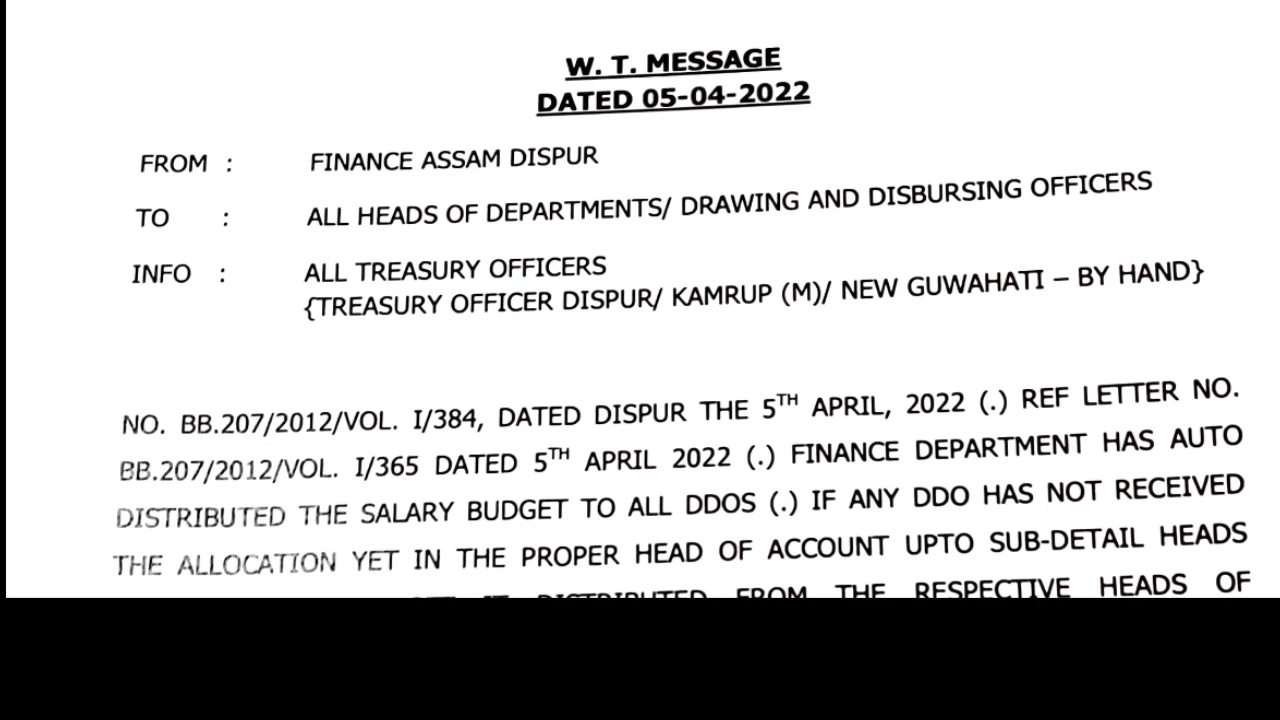 W. T. MESSAGE
DATED 05-04-2022
FROM : FINANCE ASSAM DISPUR
TO : ALL HEADS OF DEPARTMENTS/ DRAWING AND DISBURSING OFFICERS
INFO : ALL TREASURY OFFICERS
{TREASURY OFFICER DISPUR/ KAMRUP (M)/ NEW GUWAHATI – BY HAND}
NO. BB.207/2012/VOL. I/384, DATED DISPUR THE 5TH APRIL, 2022 (.) REF LETTER NO.
BB.207/2012/VOL. I/365 DATED 5TH APRIL 2022 (.) FINANCE DEPARTMENT HAS AUTO
DISTRIBUTED THE SALARY BUDGET TO ALL DDOS (.) IF ANY DDO HAS NOT RECEIVED
THE ALLOCATION YET IN THE PROPER HEAD OF ACCOUNT UPTO SUB-DETAIL HEADS
IT DISTRIBUTED FROM THE RESPECTIVE HEADS OF